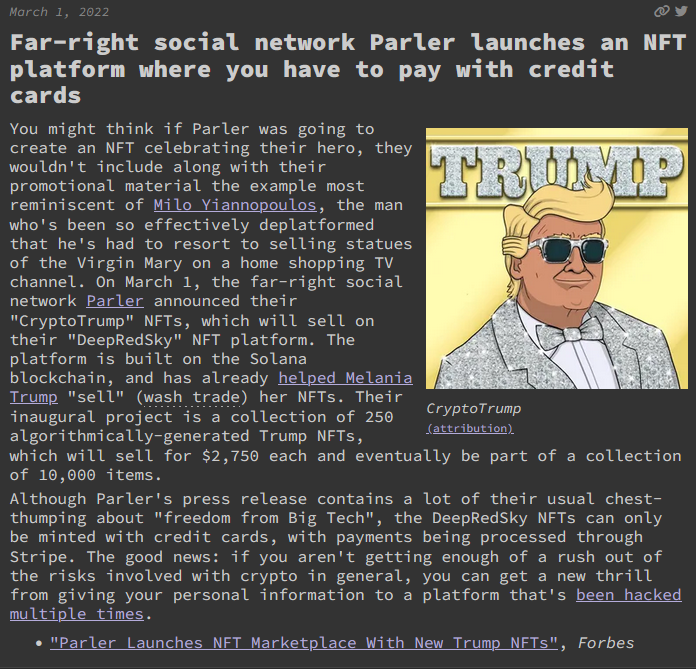 March 1, 2022
Far-right social network Parler launches an NFT
platform where you have to pay with credit
cards
You might think if Parler was going to
create an NFT celebrating their hero, they
wouldn't include along with their
promotional material the example most
reminiscent of Milo Yiannopoulos, the man
who's been so effectively deplatformed
that he's had to resort to selling statues
of the Virgin Mary on a home shopping TV
channel. On March 1, the far-right social
network Parler announced their
"CryptoTrump" NFTs, which will sell on
their "DeepRedSky" NFT platform. The
platform is built on the Solana
blockchain, and has already helped Melania
Trump "sell" (wash trade) her NFTs. Their
inaugural project is a collection of 250
algorithmically-generated Trump NFTs,
which will sell for $2,750 each and eventually be part of a collection
of 10,000 items.
TRUMP
CryptoTrump
(attribution)
Although Parler's press release contains a lot of their usual chest-
thumping about "freedom from Big Tech", the DeepRedSky NFTs can only
be minted with credit cards, with payments being processed through
Stripe. The good news: if you aren't getting enough of a rush out of
the risks involved with crypto in general, you can get a new thrill
from giving your personal information to a platform that's been hacked
multiple times.
• "Parler Launches NFT Marketplace With New Trump NFTs", Forbes